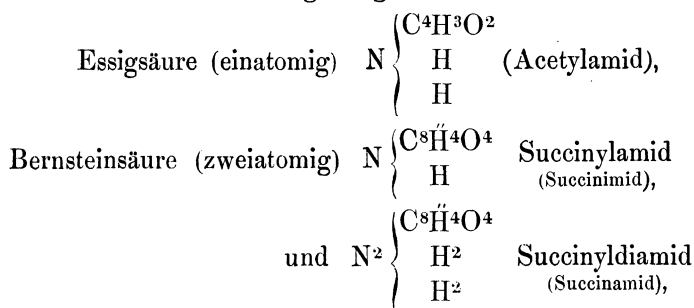 C⁴H³O²
Essigsäure (einatomig) N { H (Acetylamid),
H
C⁸H̎⁴O⁴
Bernsteinsäure (zweiatomig) N { H Succinylamid
(Succinimid),
C⁸H̎⁴O⁴
und N² { H² Succinyldiamid
H² (Succinamid),